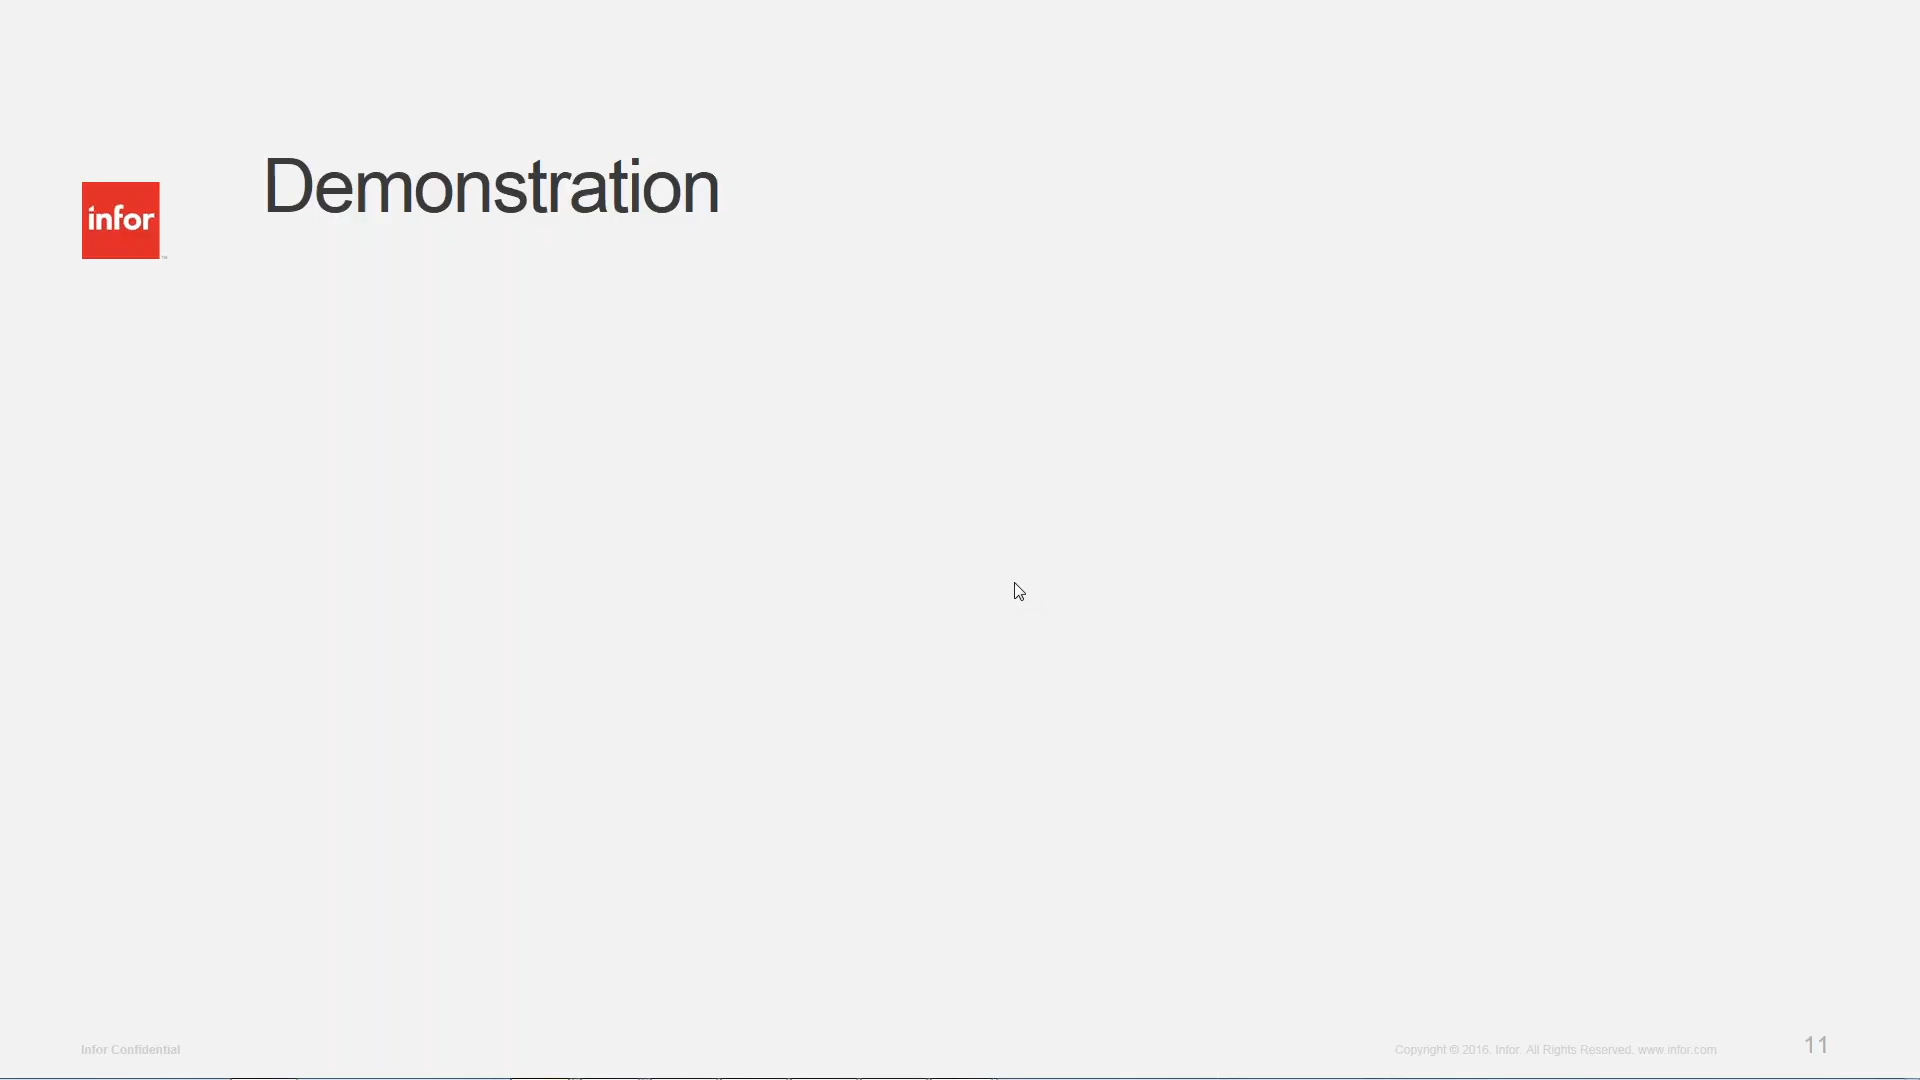 Demonstration
infor
Infor Confidential
Copyright © 2016. Infor. All Rights Reserved. www.infor.com
11